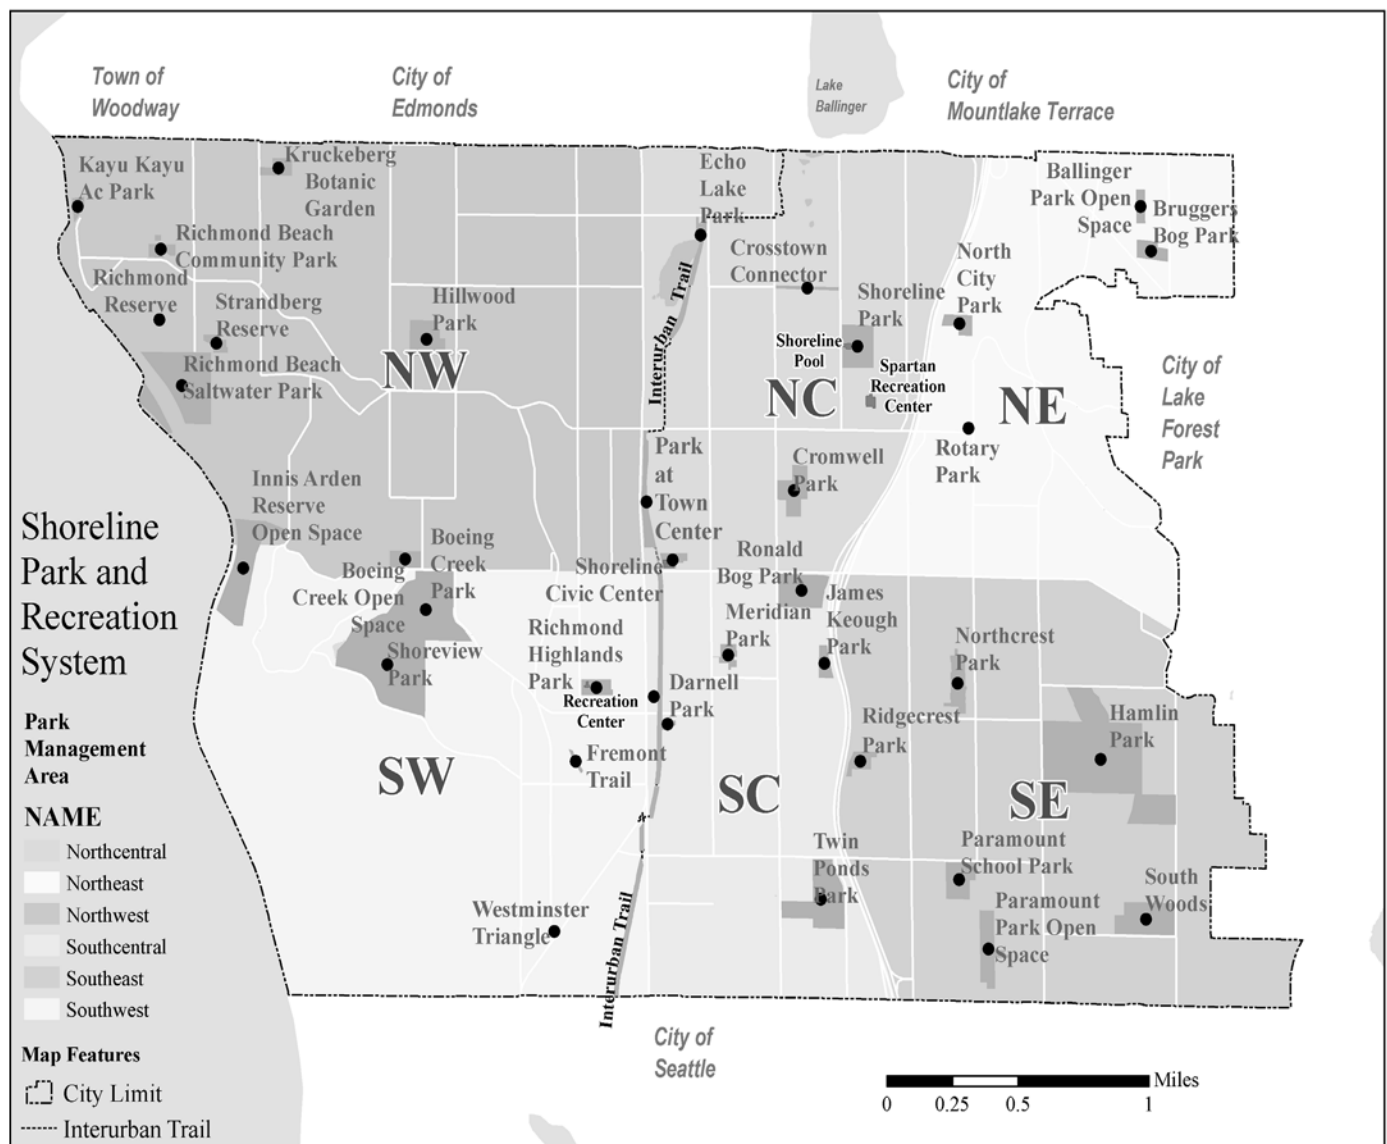 Town of
Woodway
City of
Edmonds
Lake
Ballinger
City of
Mountlake Terrace
Kayu Kayu
Ac Park
Kruckeberg
Botanic
Garden
Echo
Lake
Park
Ballinger
Park Open
Space
Bruggers
Bog Park
Richmond Beach
Community Park
Crosstown
Connector
North
City
Park
Richmond
Reserve
Strandberg
Reserve
Hillwood
Park
Interurban Trail
Shoreline
Park
Shoreline
Pool
Spartan
Recreation
Center
Richmond Beach
Saltwater Park
NW
NC
NE
City of
Lake
Forest
Park
Rotary
Park
Park
at
Town
Center
Cromwell
Park
Innis Arden
Reserve
Open Space
Shoreline
Park and
Recreation
System
Boeing
Creek
Park
Boeing
Creek Open
Space
Shoreline
Civic Center
Ronald
Bog Park
James
Keough
Park
Meridian
Park
Richmond
Highlands
Park
Recreation
Center
Northcrest
Park
Shoreview
Park
Darnell
Park
Ridgecrest
Park
Hamlin
Park
Fremont
Trail
SW
SC
SE
Twin
Ponds
Park
Paramount
School Park
South
Woods
Paramount
Park Open
Space
Westminster
Triangle
Interurban Trail
City of
Seattle
Park
Management
Area
NAME
Northcentral
Northeast
Northwest
Southcentral
Southeast
Southwest
Map Features
City Limit
Interurban Trail
Miles
0 0.25 0.5 1